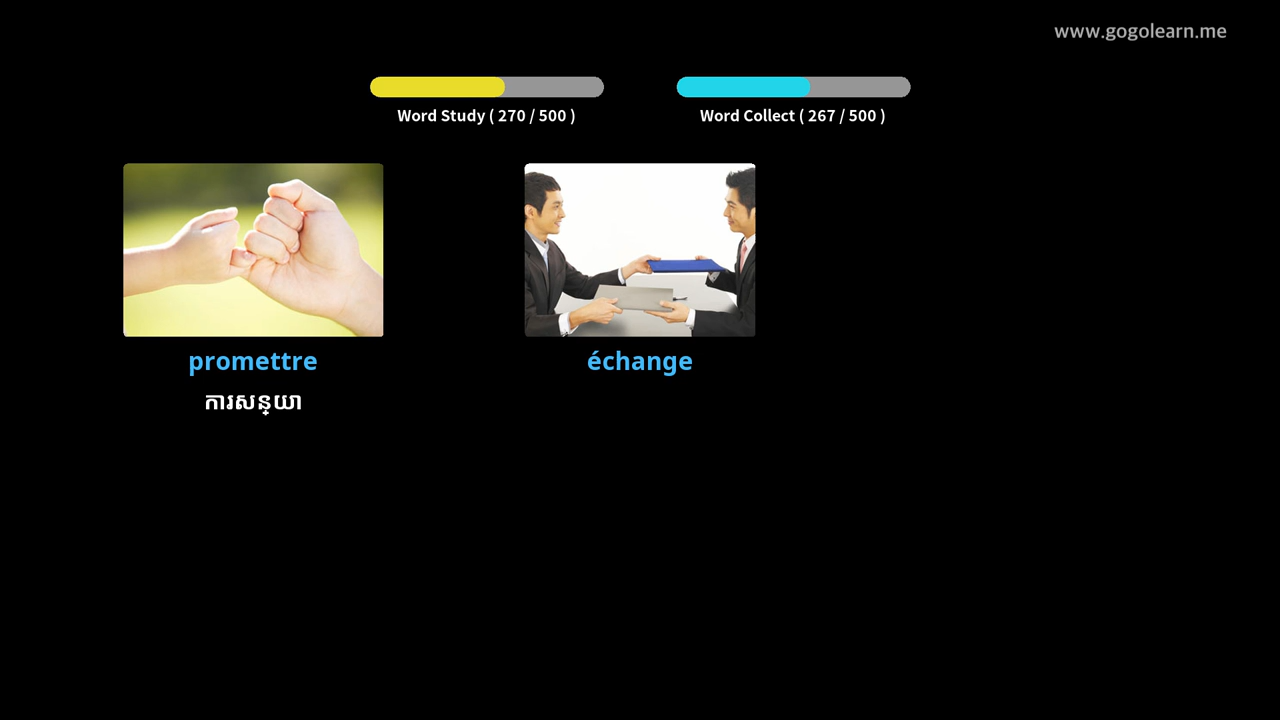 www.gogolearn.me
Word Study ( 270 / 500 )
Word Collect ( 267 / 500 )
promettre
échange
ការសន្យា